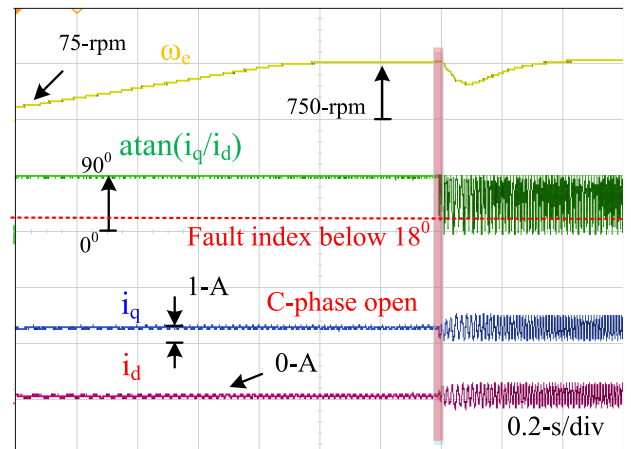 75-rpm
ωe
750-rpm
atan(iq/id)
90⁰
0⁰
Fault index below 18⁰
1-A
iq
C-phase open
id
0-A
0.2-s/div